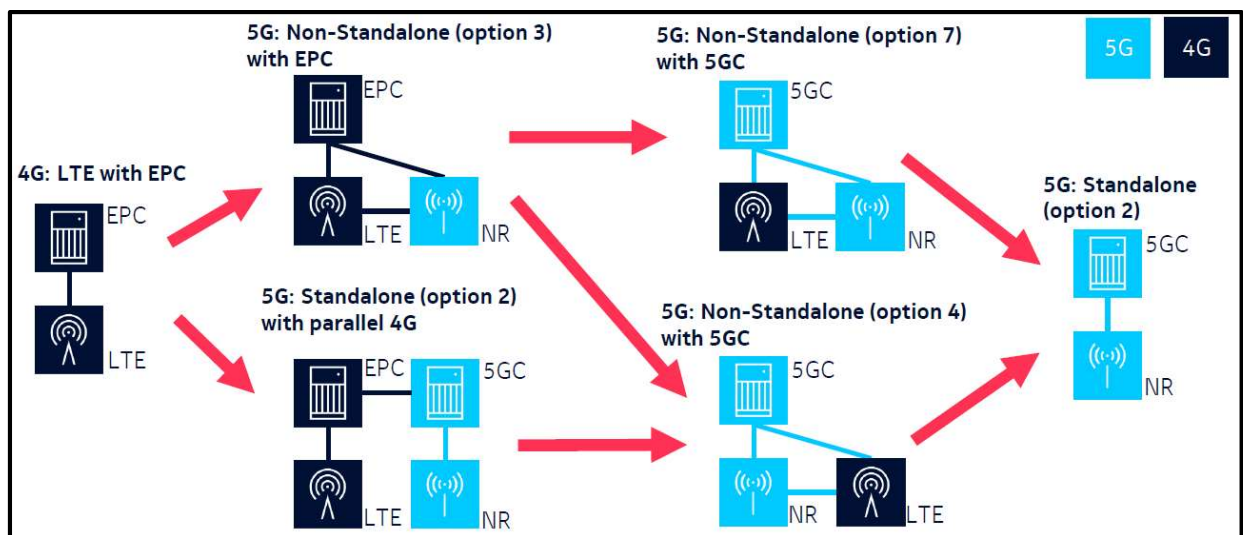 5G: Non-Standalone (option 3)
with EPC
EPC
LTE
NR
5G: Non-Standalone (option 7)
with 5GC
5GC
LTE
NR
5G
4G
4G: LTE with EPC
EPC
LTE
5G: Standalone
(option 2)
5GC
NR
5G: Standalone (option 2)
with parallel 4G
EPC
5GC
LTE
NR
5G: Non-Standalone (option 4)
with 5GC
5GC
NR
LTE